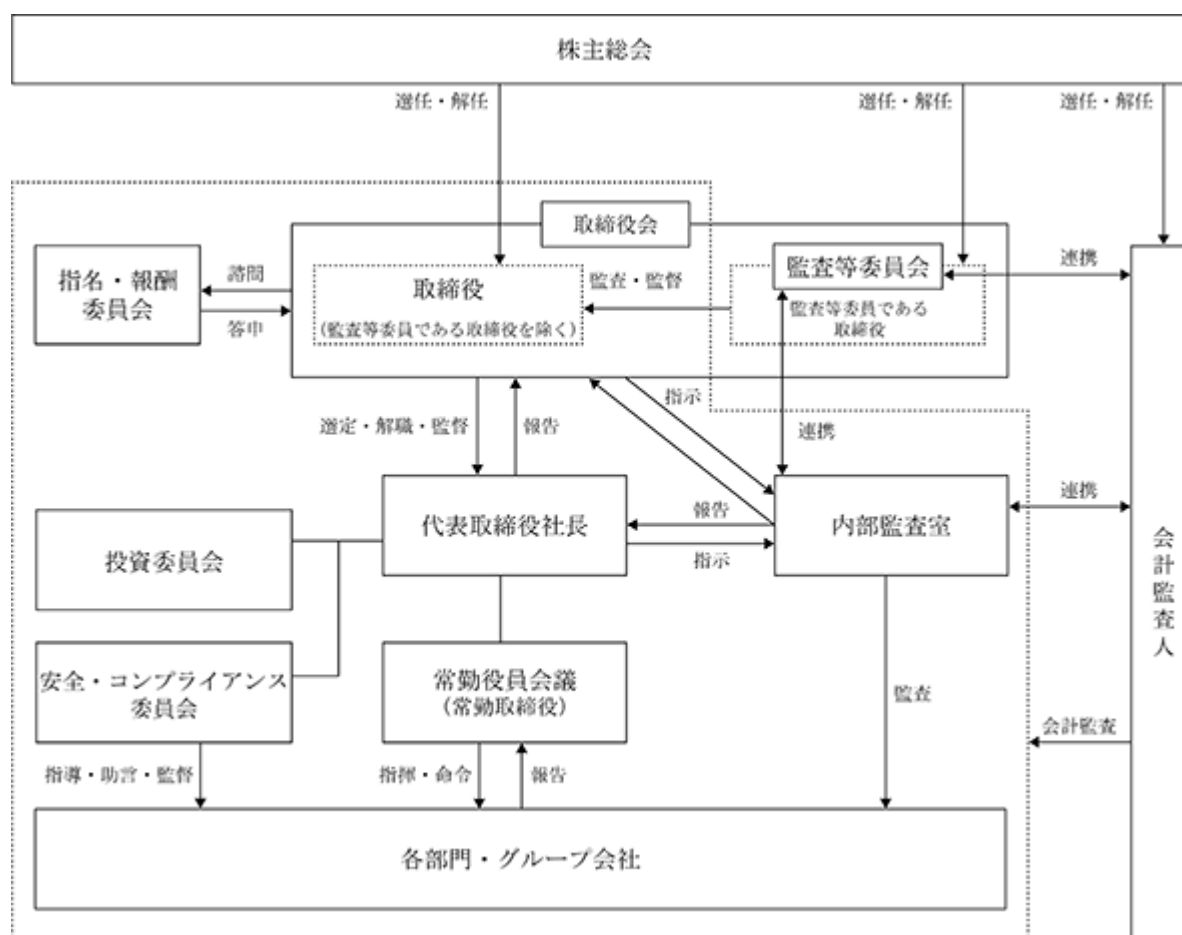 株主総会
選任・解任
選任・解任
選任・解任
取締役会
指名・報酬
委員会
諮問
答申
取締役
(監査等委員である取締役を除く)
監査・監督
監査等委員会
監査等委員である
取締役
連携
選定・解職・監督
報告
指示
連携
代表取締役社長
報告
指示
内部監査室
連携
会計監査人
投資委員会
安全・コンプライアンス
委員会
常勤役員会議
(常勤取締役)
監査
会計監査
指導・助言・監督
指揮・命令
報告
各部門・グループ会社